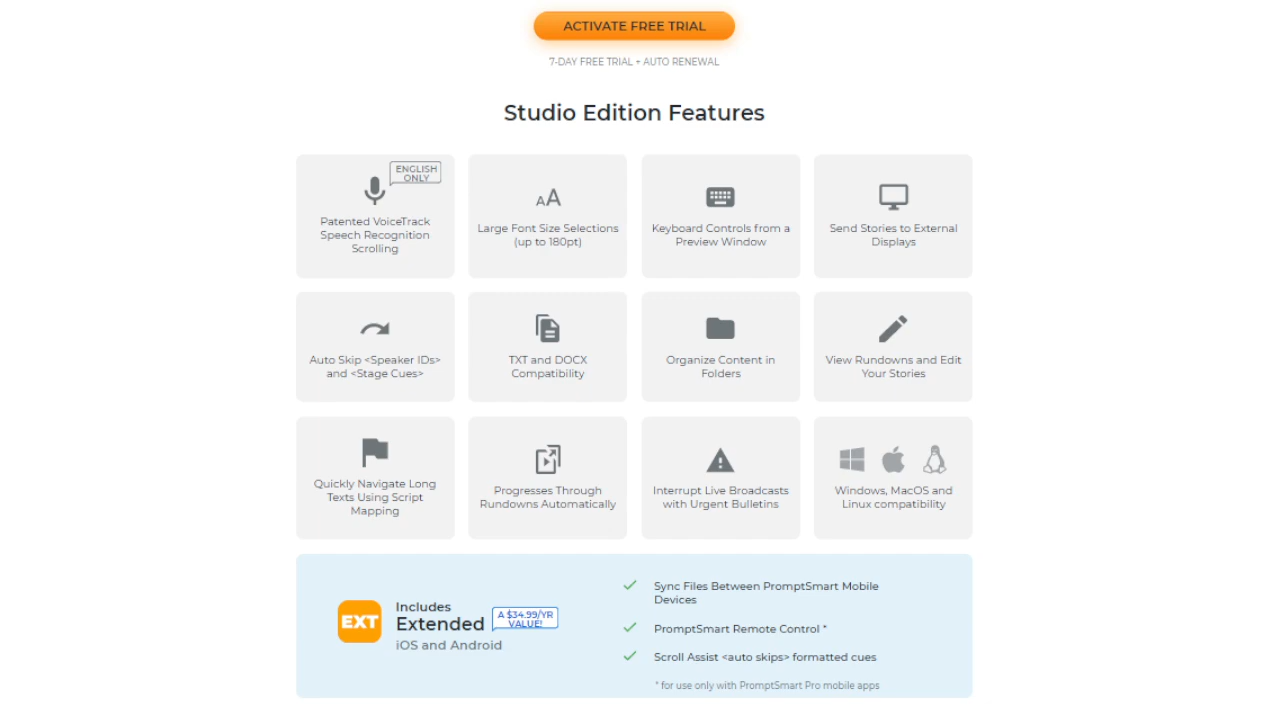 ACTIVATE FREE TRIAL
7-DAY FREE TRIAL + AUTO RENEWAL
Studio Edition Features
ENGLISH
ONLY
Patented VoiceTrack
Speech Recognition
Scrolling
AA
Large Font Size Selections
(up to 180pt)
Keyboard Controls from a
Preview Window
Send Stories to External
Displays
Auto Skip <Speaker IDs>
and <Stage Cues>
TXT and DOCX
Compatibility
Organize Content in
Folders
View Rundowns and Edit
Your Stories
Quickly Navigate Long
Texts Using Script
Mapping
Progresses Through
Rundowns Automatically
Interrupt Live Broadcasts
with Urgent Bulletins
Windows, MacOS and
Linux compatibility
EXT
Includes
Extended
A $34.99/YR
VALUE!
iOS and Android
Sync Files Between PromptSmart Mobile
Devices
PromptSmart Remote Control *
Scroll Assist <auto skips> formatted cues
* for use only with PromptSmart Pro mobile apps